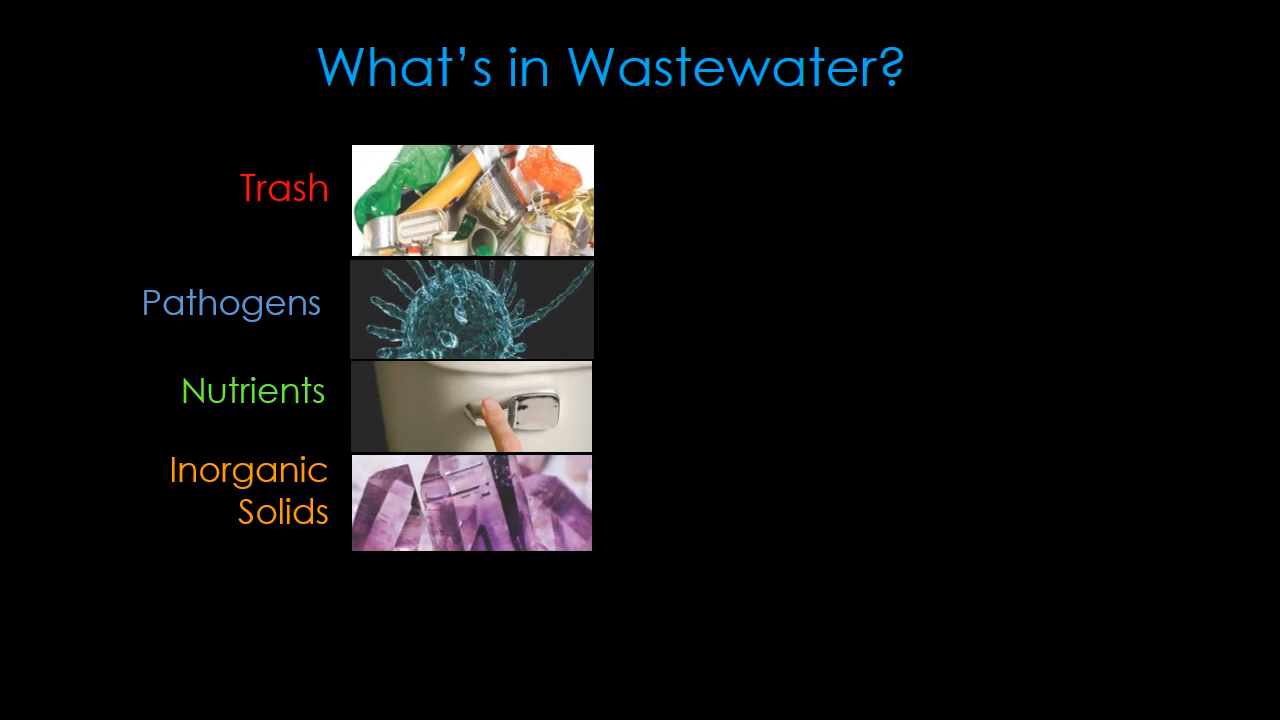 What’s in Wastewater?
Trash
Pathogens
Nutrients
Inorganic
Solids